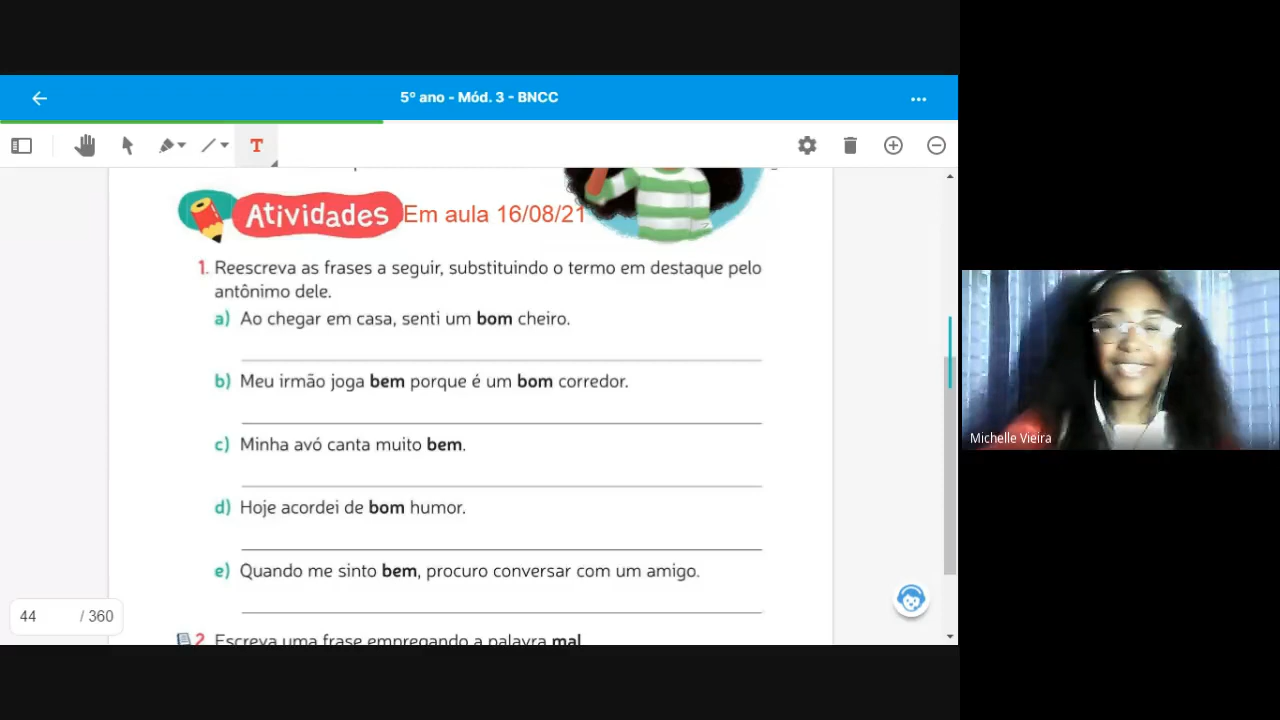 5º ano - Mód. 3 - BNCC
T
Atividades Em aula 16/08/21
1. Reescreva as frases a seguir, substituindo o termo em destaque pelo
antônimo dele.
a) Ao chegar em casa, senti um bom cheiro.
b) Meu irmão joga bem porque é um bom corredor.
c) Minha avó canta muito bem.
d) Hoje acordei de bom humor.
e) Quando me sinto bem, procuro conversar com um amigo.
2 Escreva uma frase empregando a palavra mal
44 / 360
Michelle Vieira